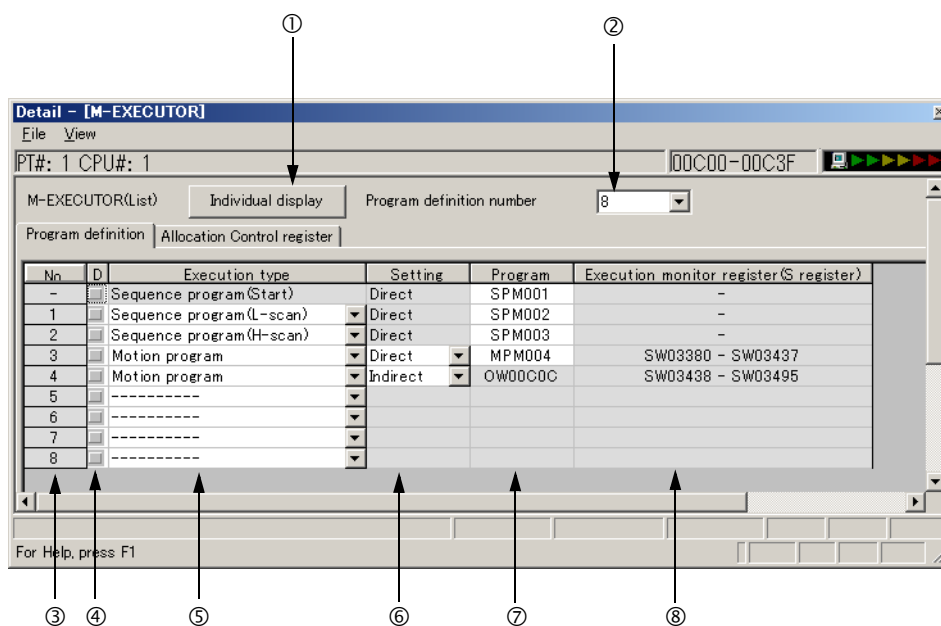 ① ②
Detail - [M-EXECUTOR]
File View
PT#: 1 CPU#: 1 00C00-00C3F
M-EXECUTOR(List) Individual display Program definition number 8
Program definition Allocation Control register
No D Execution type Setting Program Execution monitor register(S register)
- Sequence program(Start) Direct SPM001 -
1 Sequence program(L-scan) Direct SPM002 -
2 Sequence program(H-scan) Direct SPM003 -
3 Motion program Direct MPM004 SW03380 - SW03437
4 Motion program Indirect OW00C0C SW03438 - SW03495
5 ----------
6 ----------
7 ----------
8 ----------
For Help, press F1
③ ④ ⑤ ⑥ ⑦ ⑧